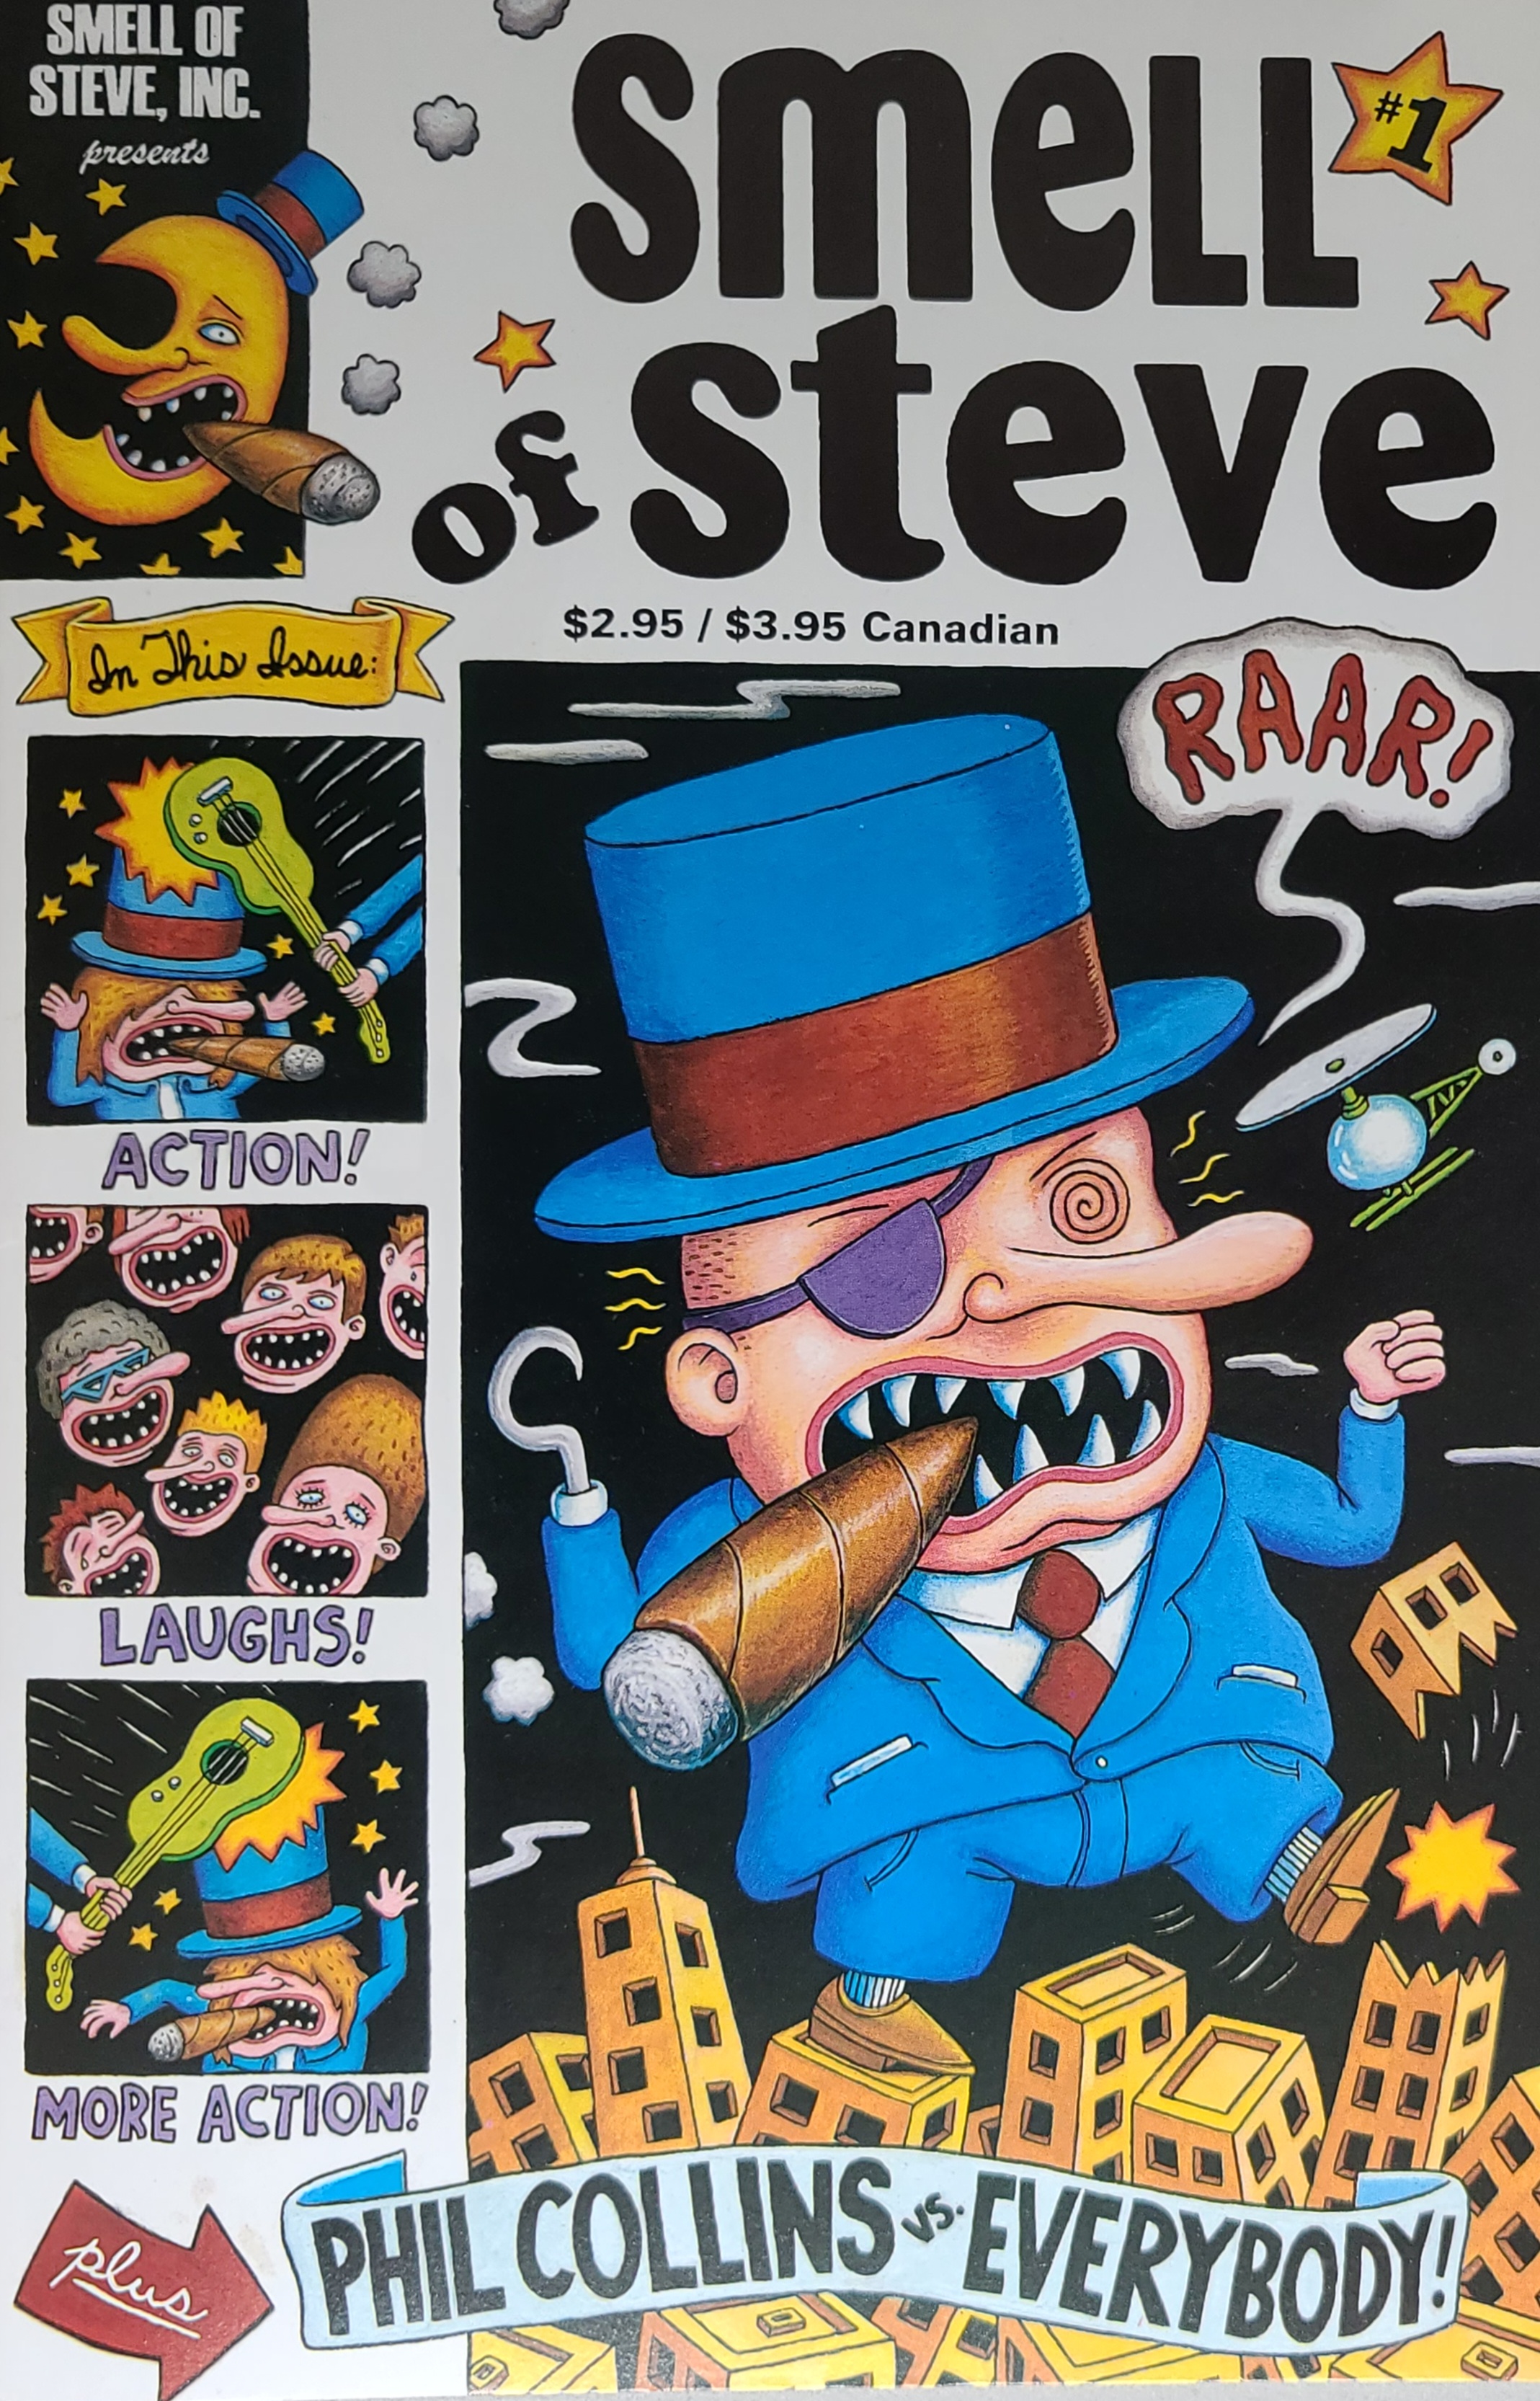 SMELL OF
STEVE, INC.
presents
smell
of steve
#1
$2.95 / $3.95 Canadian
In This Issue:
ACTION!
LAUGHS!
MORE ACTION!
RAAR!
plus
PHIL COLLINS vs. EVERYBODY!